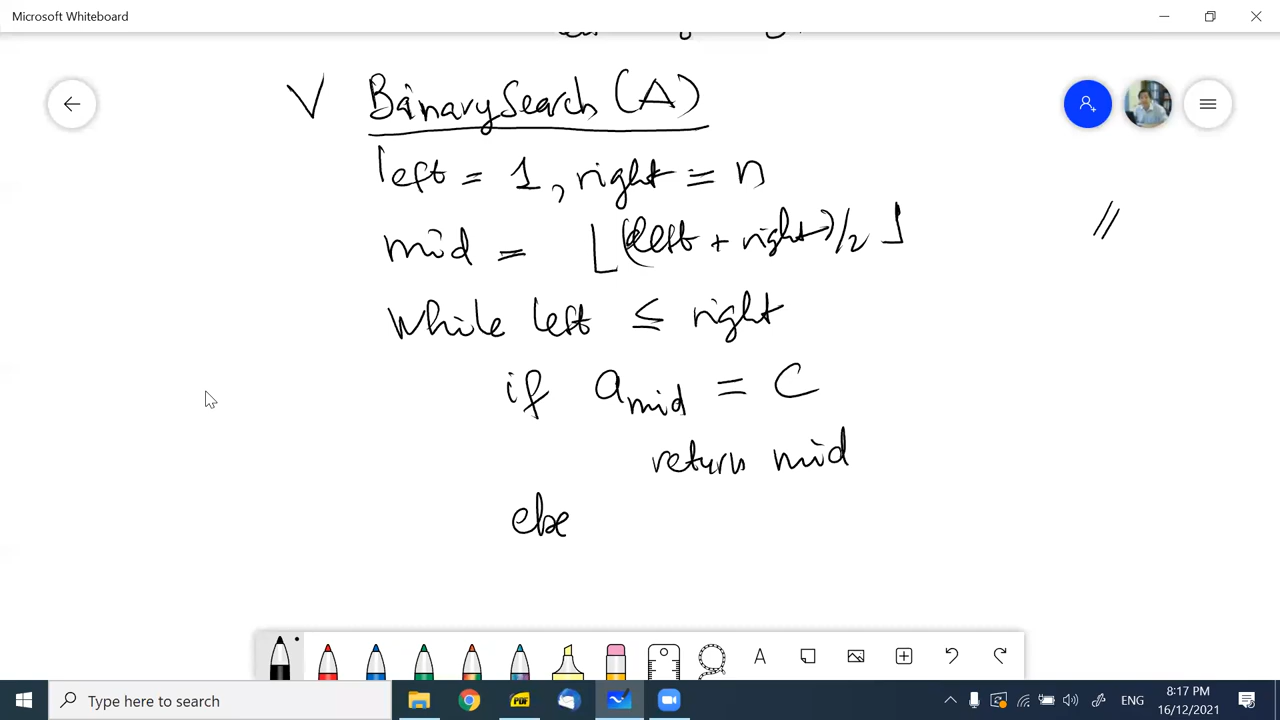 Microsoft Whiteboard
V BinarySearch (A)
left = 1, right = n
mid = ⌊(left + right)/2⌋ //
While left ≤ right
if a_mid = C
return mid
else
A
Type here to search
PDF
ENG
8:17 PM
16/12/2021